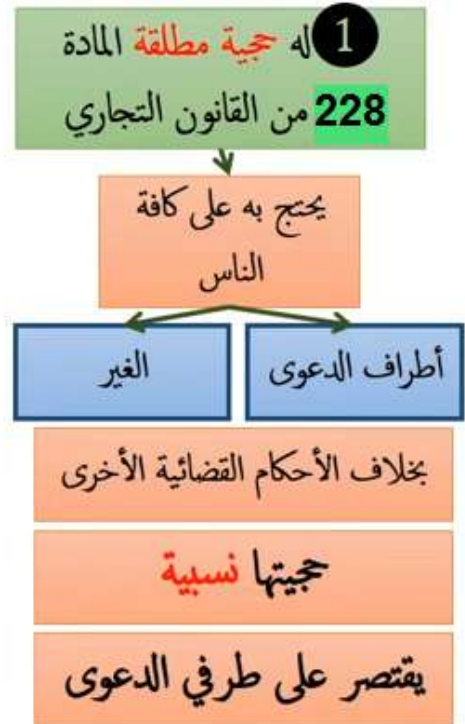 1 له حجية مطلقة المادة
228 من القانون التجاري
يحتج به على كافة
الناس
أطراف الدعوى
الغير
بخلاف الأحكام القضائية الأخرى
حجيتها نسبية
يقتصر على طرفي الدعوى